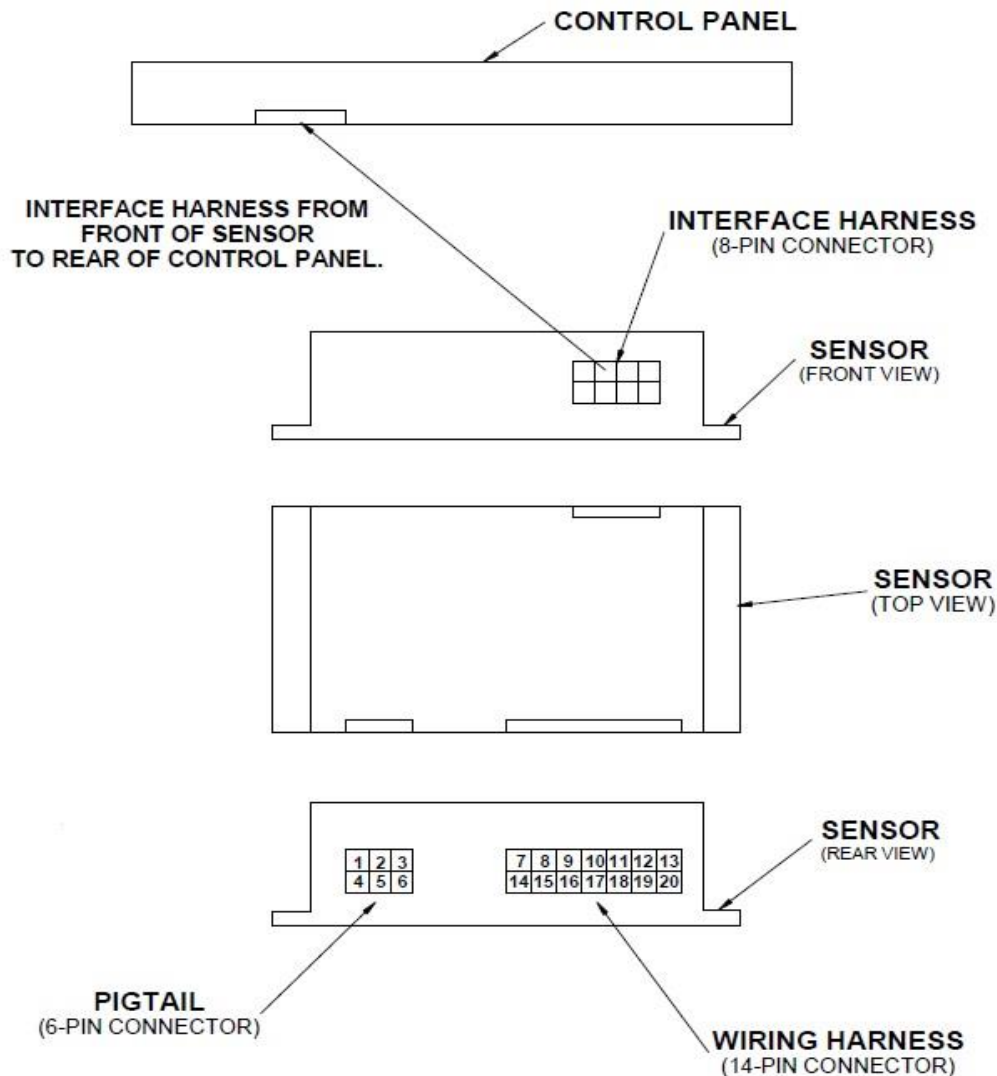 CONTROL PANEL
INTERFACE HARNESS FROM
FRONT OF SENSOR
TO REAR OF CONTROL PANEL.
INTERFACE HARNESS
(8-PIN CONNECTOR)
SENSOR
(FRONT VIEW)
SENSOR
(TOP VIEW)
SENSOR
(REAR VIEW)
1 2 3
4 5 6
7 8 9 10 11 12 13
14 15 16 17 18 19 20
PIGTAIL
(6-PIN CONNECTOR)
WIRING HARNESS
(14-PIN CONNECTOR)